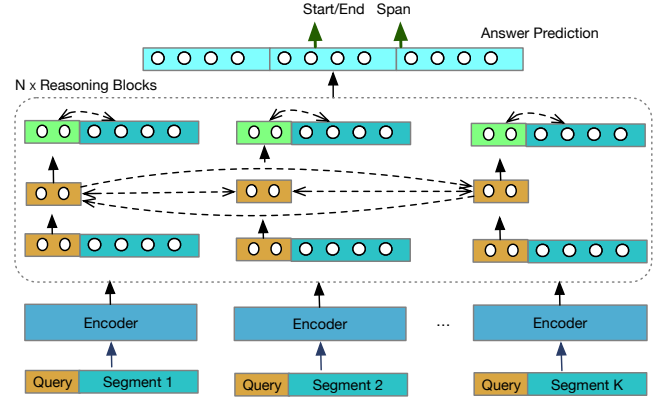 Start/End Span
Answer Prediction
N x Reasoning Blocks
Encoder Encoder ... Encoder
Query Segment 1 Query Segment 2 Query Segment K